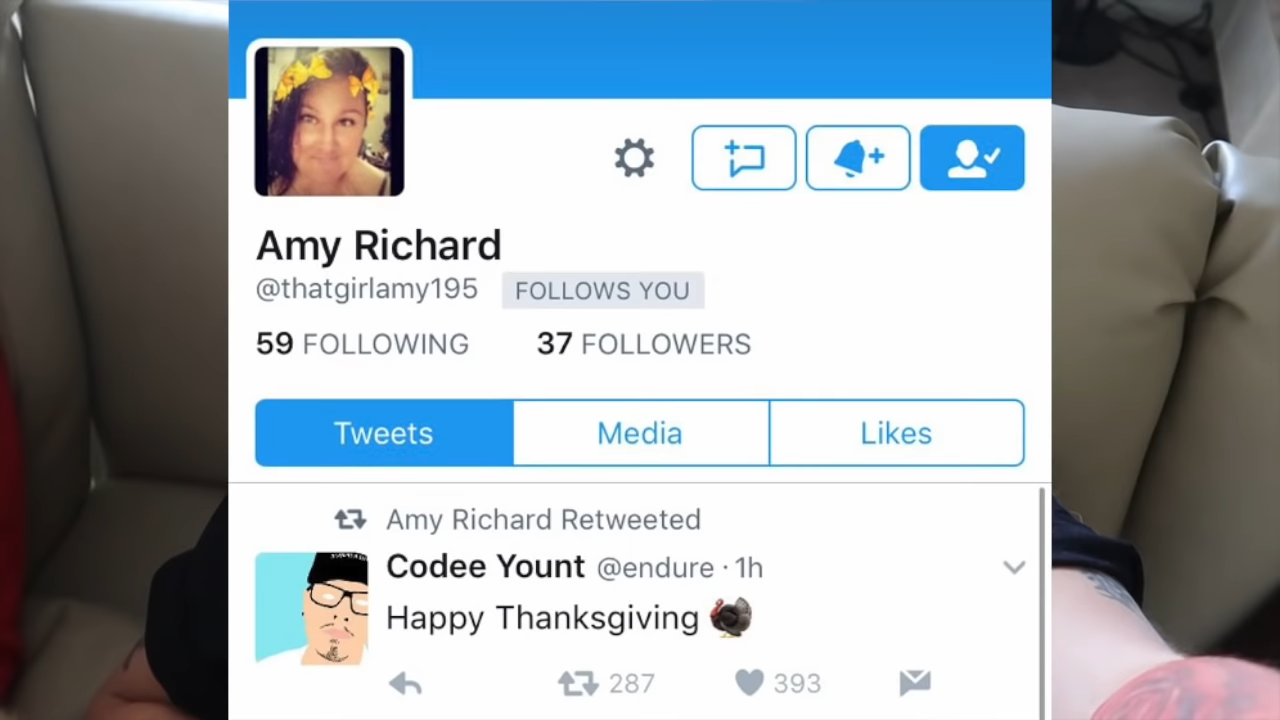 Amy Richard
@thatgirlamy195 FOLLOWS YOU
59 FOLLOWING 37 FOLLOWERS
Tweets Media Likes
Amy Richard Retweeted
Codee Yount @endure · 1h
Happy Thanksgiving 🦃
287 393